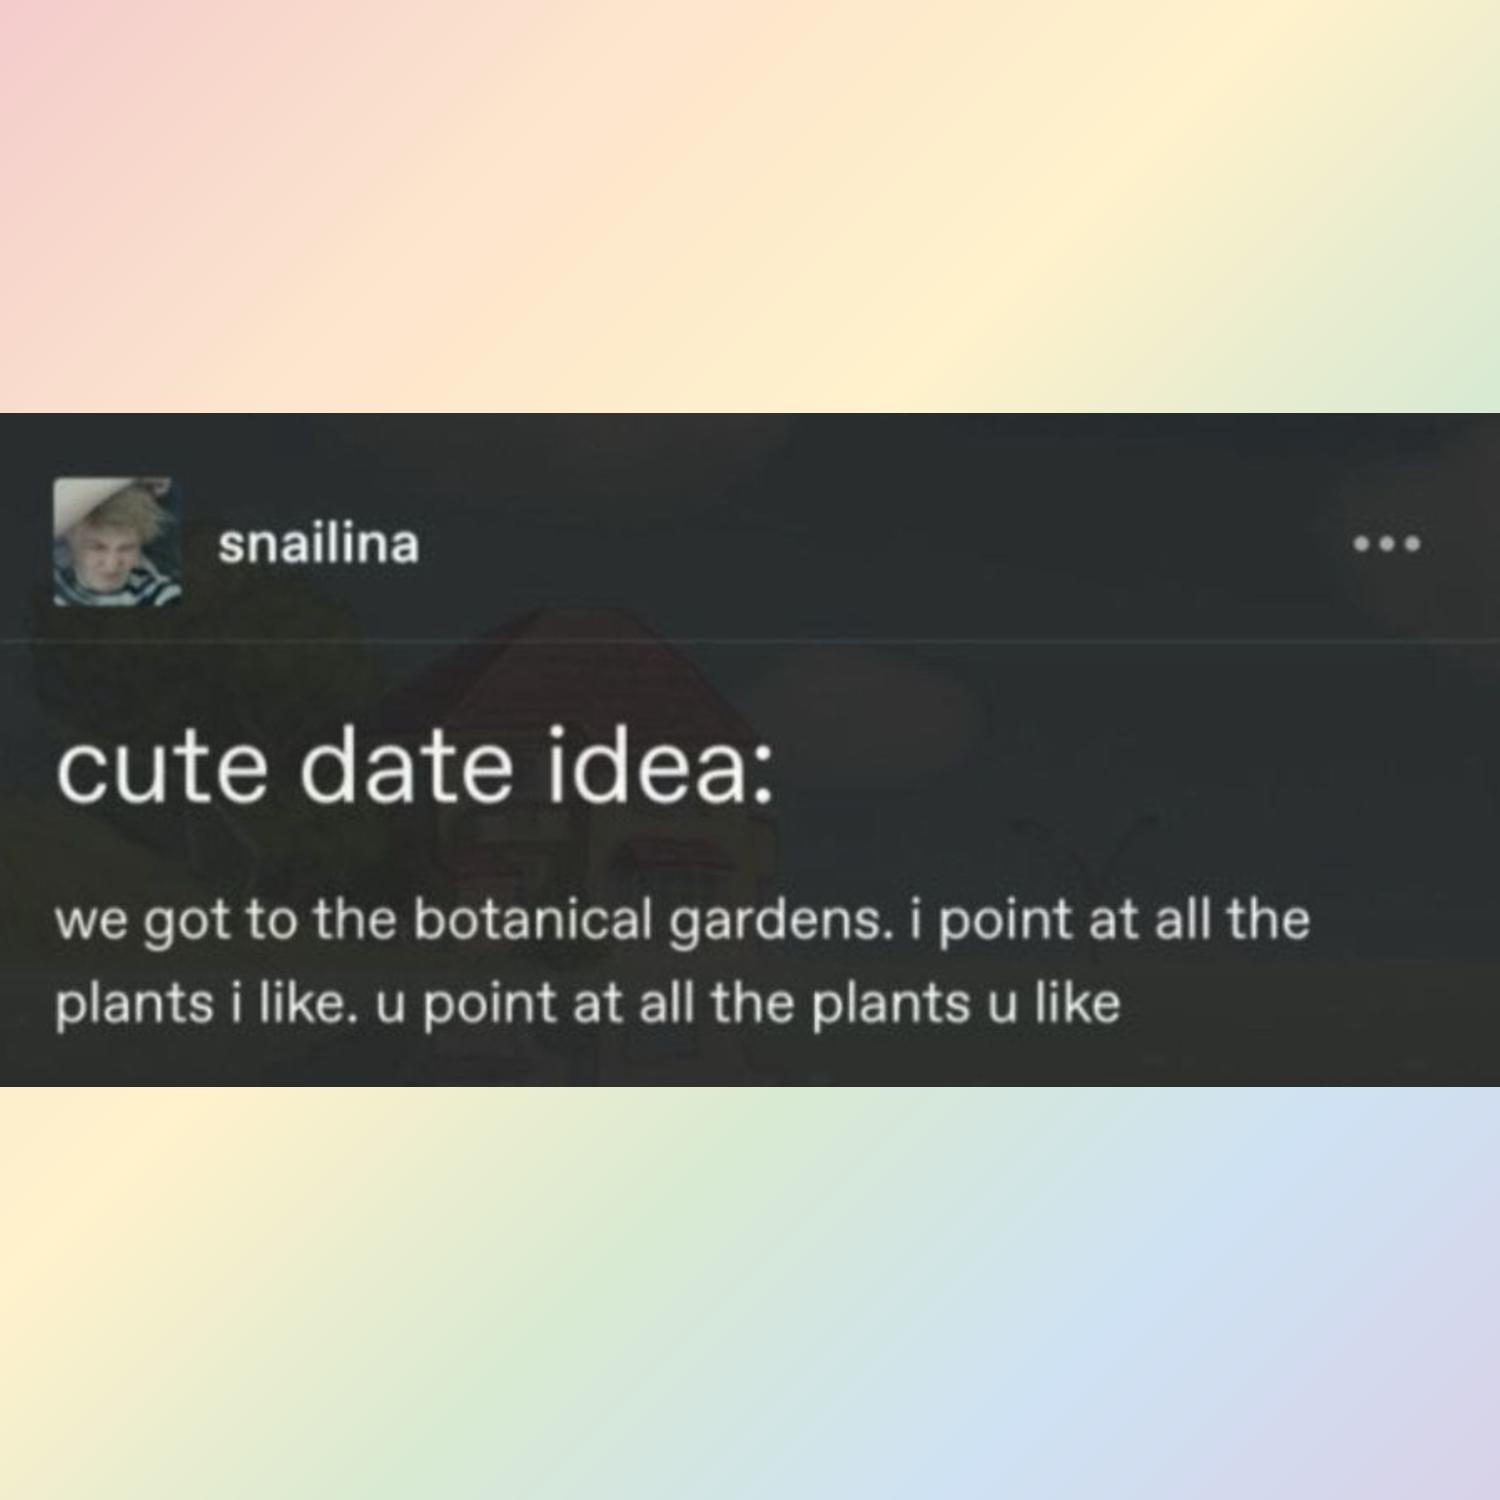 snailina
cute date idea:
we got to the botanical gardens. i point at all the
plants i like. u point at all the plants u like